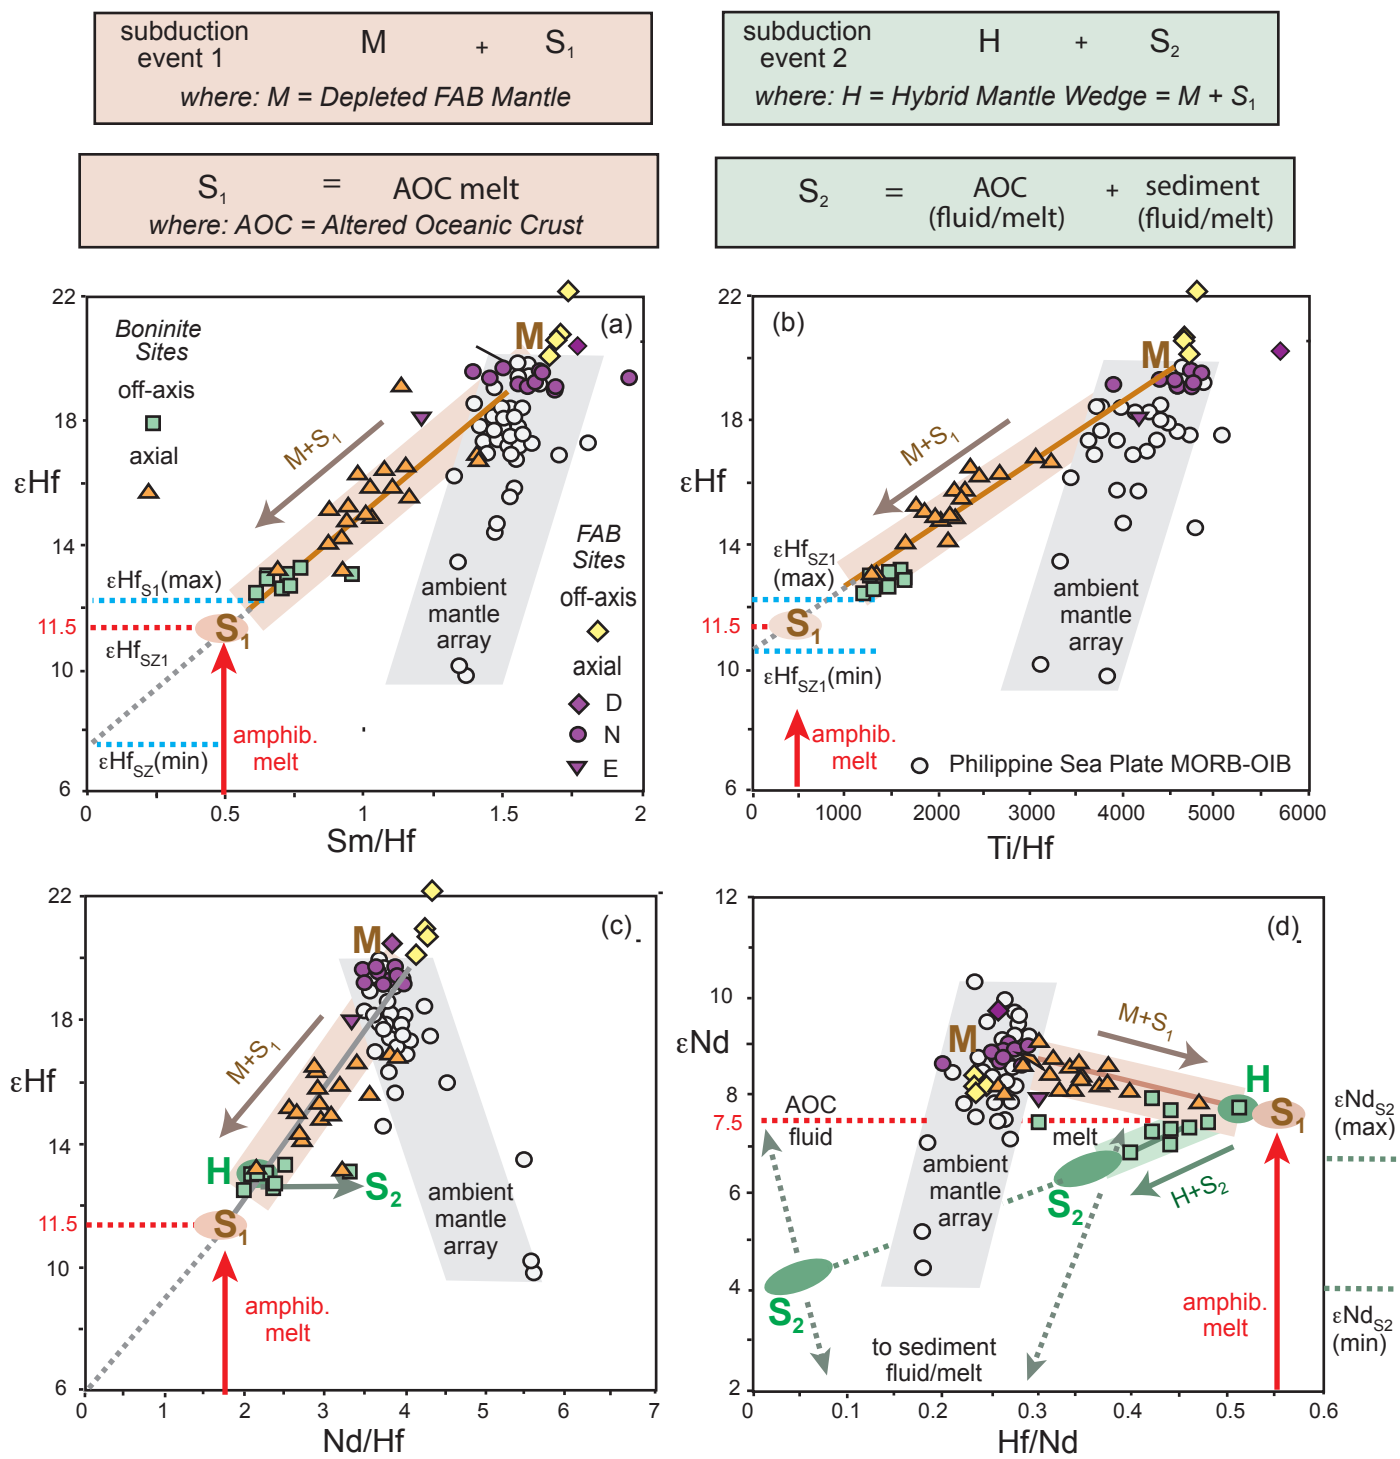 subduction event 1 M + S₁
where: M = Depleted FAB Mantle
subduction event 2 H + S₂
where: H = Hybrid Mantle Wedge = M + S₁
S₁ = AOC melt
where: AOC = Altered Oceanic Crust
S₂ = AOC (fluid/melt) + sediment (fluid/melt)
(a)
22
18
14
11.5
10
6
εHf
Boninite
Sites
off-axis
axial
M
M+S₁
εHf_S1(max)
S₁
εHf_SZ1
εHf_SZ(min)
amphib.
melt
ambient
mantle
array
FAB
Sites
off-axis
axial
D
N
E
0 0.5 1 1.5 2
Sm/Hf
(b)
22
18
14
11.5
10
6
εHf
M
M+S₁
εHf_SZ1
(max)
S₁
εHf_SZ1(min)
amphib.
melt
ambient
mantle
array
Philippine Sea Plate MORB-OIB
0 1000 2000 3000 4000 5000 6000
Ti/Hf
(c)
22
18
14
11.5
10
6
εHf
M
M+S₁
H
S₂
S₁
amphib.
melt
ambient
mantle
array
0 1 2 3 4 5 6 7
Nd/Hf
(d)
12
10
8
7.5
6
4
2
εNd
M
M+S₁
H
S₁
AOC
fluid
melt
ambient
mantle
array
S₂
H+S₂
S₂
εNd_S2
(max)
εNd_S2
(min)
amphib.
melt
to sediment
fluid/melt
0 0.1 0.2 0.3 0.4 0.5 0.6
Hf/Nd